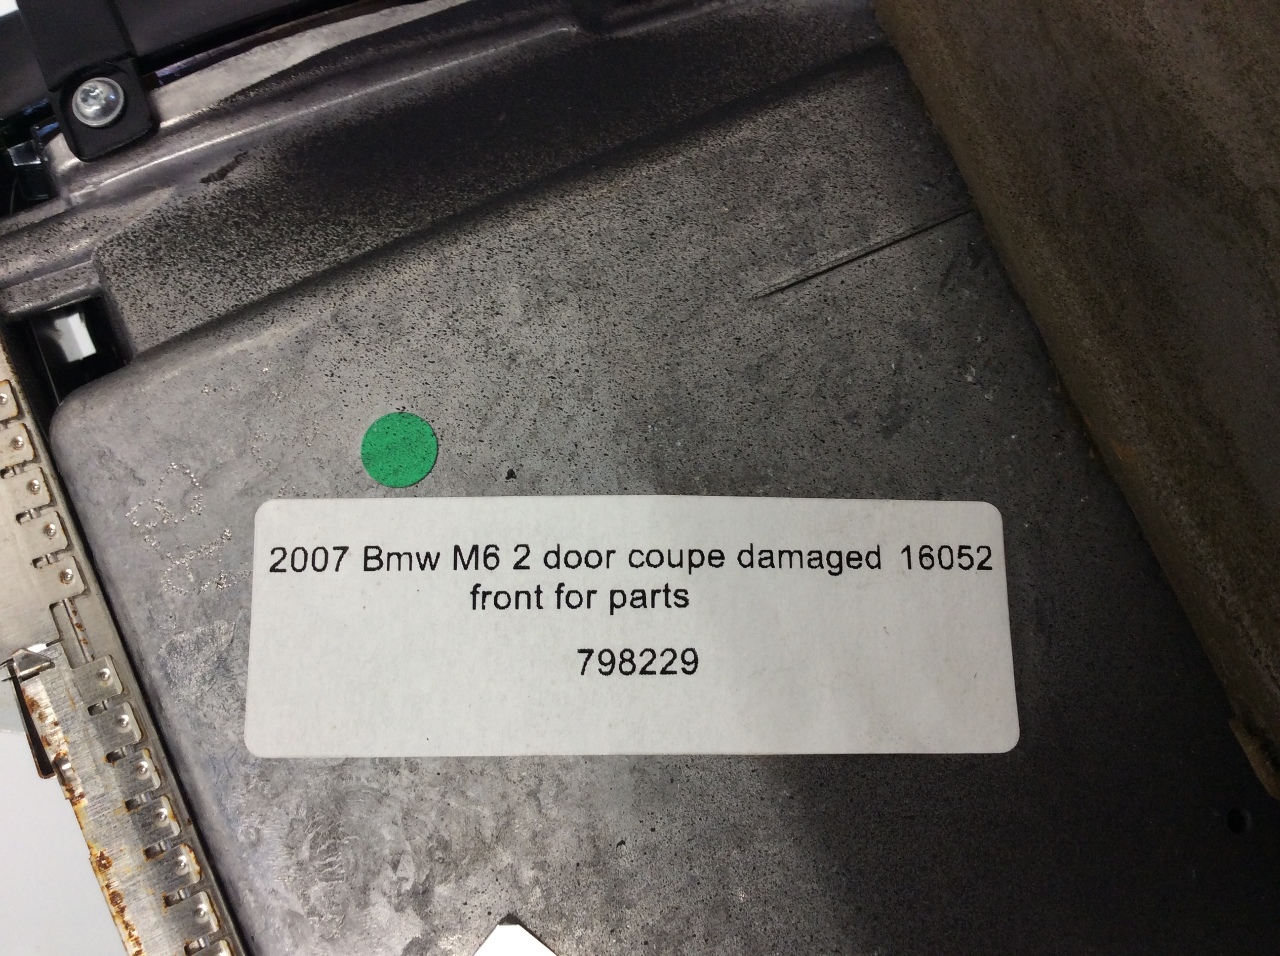 2007 Bmw M6 2 door coupe damaged 16052
front for parts
798229